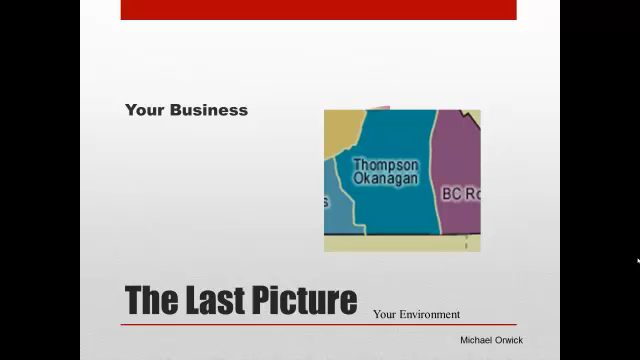 Your Business
Thompson
Okanagan
s
BC Ro
The Last Picture
Your Environment
Michael Orwick